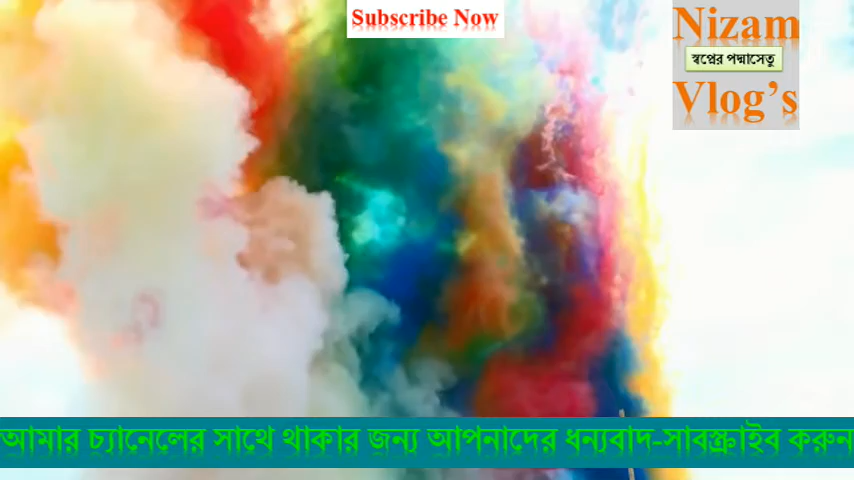 Subscribe Now
Nizam
স্বপ্নের পদ্মাসেতু
Vlog's
আমার চ্যানেলের সাথে থাকার জন্য আপনাদের ধন্যবাদ-সাবস্ক্রাইব করুন